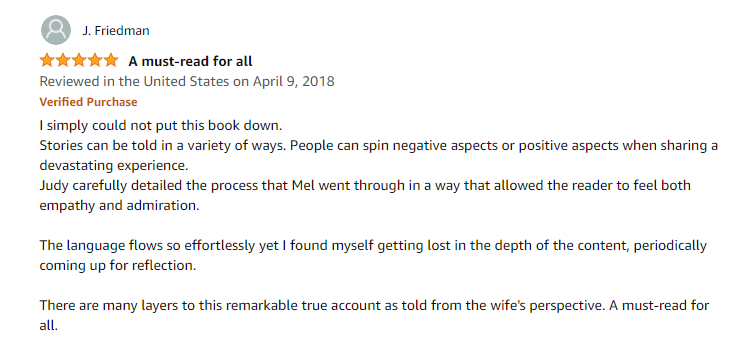 J. Friedman
A must-read for all
Reviewed in the United States on April 9, 2018
Verified Purchase
I simply could not put this book down.
Stories can be told in a variety of ways. People can spin negative aspects or positive aspects when sharing a
devastating experience.
Judy carefully detailed the process that Mel went through in a way that allowed the reader to feel both
empathy and admiration.
The language flows so effortlessly yet I found myself getting lost in the depth of the content, periodically
coming up for reflection.
There are many layers to this remarkable true account as told from the wife's perspective. A must-read for
all.